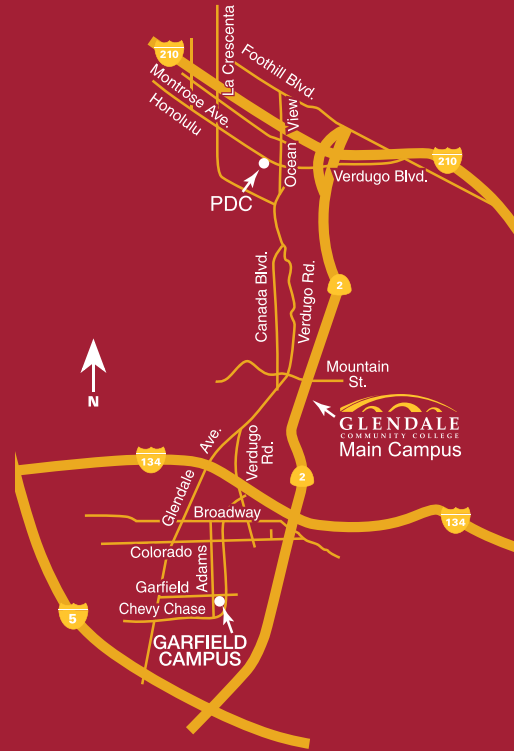 La Crescenta
210
Foothill Blvd.
Montrose Ave.
Honolulu
Ocean View
210
Verdugo Blvd.
PDC
Canada Blvd.
Verdugo Rd.
2
N
Mountain
St.
GLENDALE
COMMUNITY COLLEGE
Main Campus
Glendale Ave.
Verdugo
Rd.
134
2
Broadway
134
Colorado
Adams
Garfield
Chevy Chase
5
GARFIELD
CAMPUS